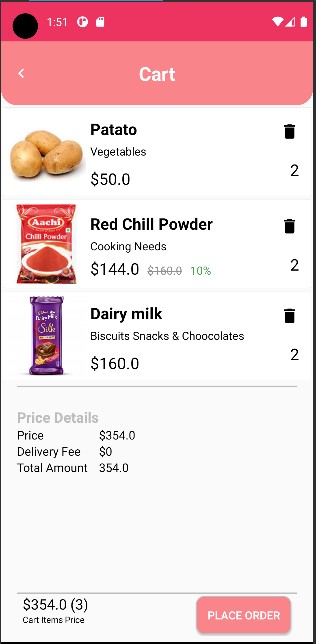 1:51
Cart
Patato
Vegetables
$50.0
2
Aachi
Chilli Powder
Red Chill Powder
Cooking Needs
$144.0 $160.0 10%
2
Dairy Milk
Silk
Dairy milk
Biscuits Snacks & Choocolates
$160.0
2
Price Details
Price $354.0
Delivery Fee $0
Total Amount 354.0
$354.0 (3)
Cart Items Price
PLACE ORDER